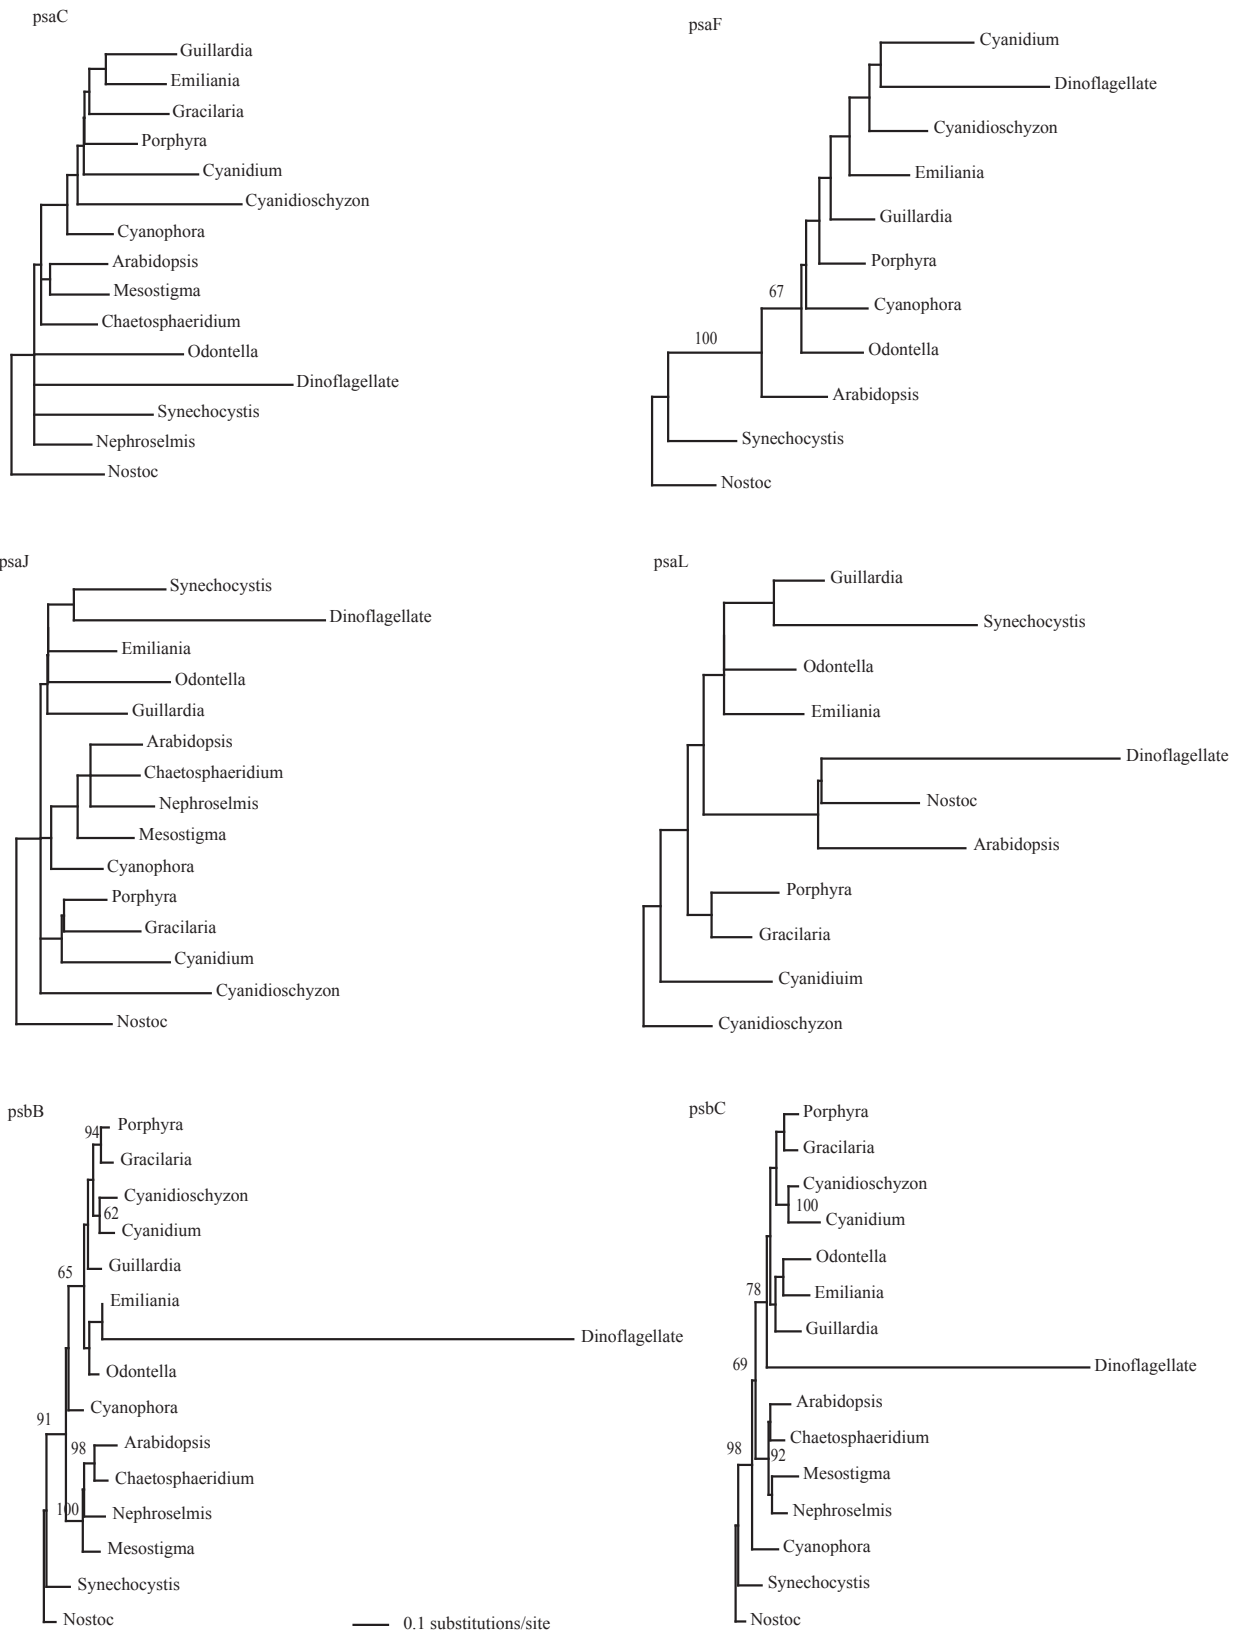 psaC
Guillardia
Emiliania
Gracilaria
Porphyra
Cyanidium
Cyanidioschyzon
Cyanophora
Arabidopsis
Mesostigma
Chaetosphaeridium
Odontella
Dinoflagellate
Synechocystis
Nephroselmis
Nostoc
psaF
Cyanidium
Dinoflagellate
Cyanidioschyzon
Emiliania
Guillardia
Porphyra
67
Cyanophora
100
Odontella
Arabidopsis
Synechocystis
Nostoc
psaJ
Synechocystis
Dinoflagellate
Emiliania
Odontella
Guillardia
Arabidopsis
Chaetosphaeridium
Nephroselmis
Mesostigma
Cyanophora
Porphyra
Gracilaria
Cyanidium
Cyanidioschyzon
Nostoc
psaL
Guillardia
Synechocystis
Odontella
Emiliania
Dinoflagellate
Nostoc
Arabidopsis
Porphyra
Gracilaria
Cyanidiuim
Cyanidioschyzon
psbB
Porphyra
94
Gracilaria
Cyanidioschyzon
62
Cyanidium
Guillardia
65
Emiliania
Dinoflagellate
Odontella
Cyanophora
91
Arabidopsis
98
Chaetosphaeridium
100
Nephroselmis
Mesostigma
Synechocystis
Nostoc
psbC
Porphyra
Gracilaria
Cyanidioschyzon
100
Cyanidium
Odontella
78
Emiliania
Guillardia
69
Dinoflagellate
Arabidopsis
Chaetosphaeridium
98
92
Mesostigma
Nephroselmis
Cyanophora
Synechocystis
Nostoc
0.1 substitutions/site